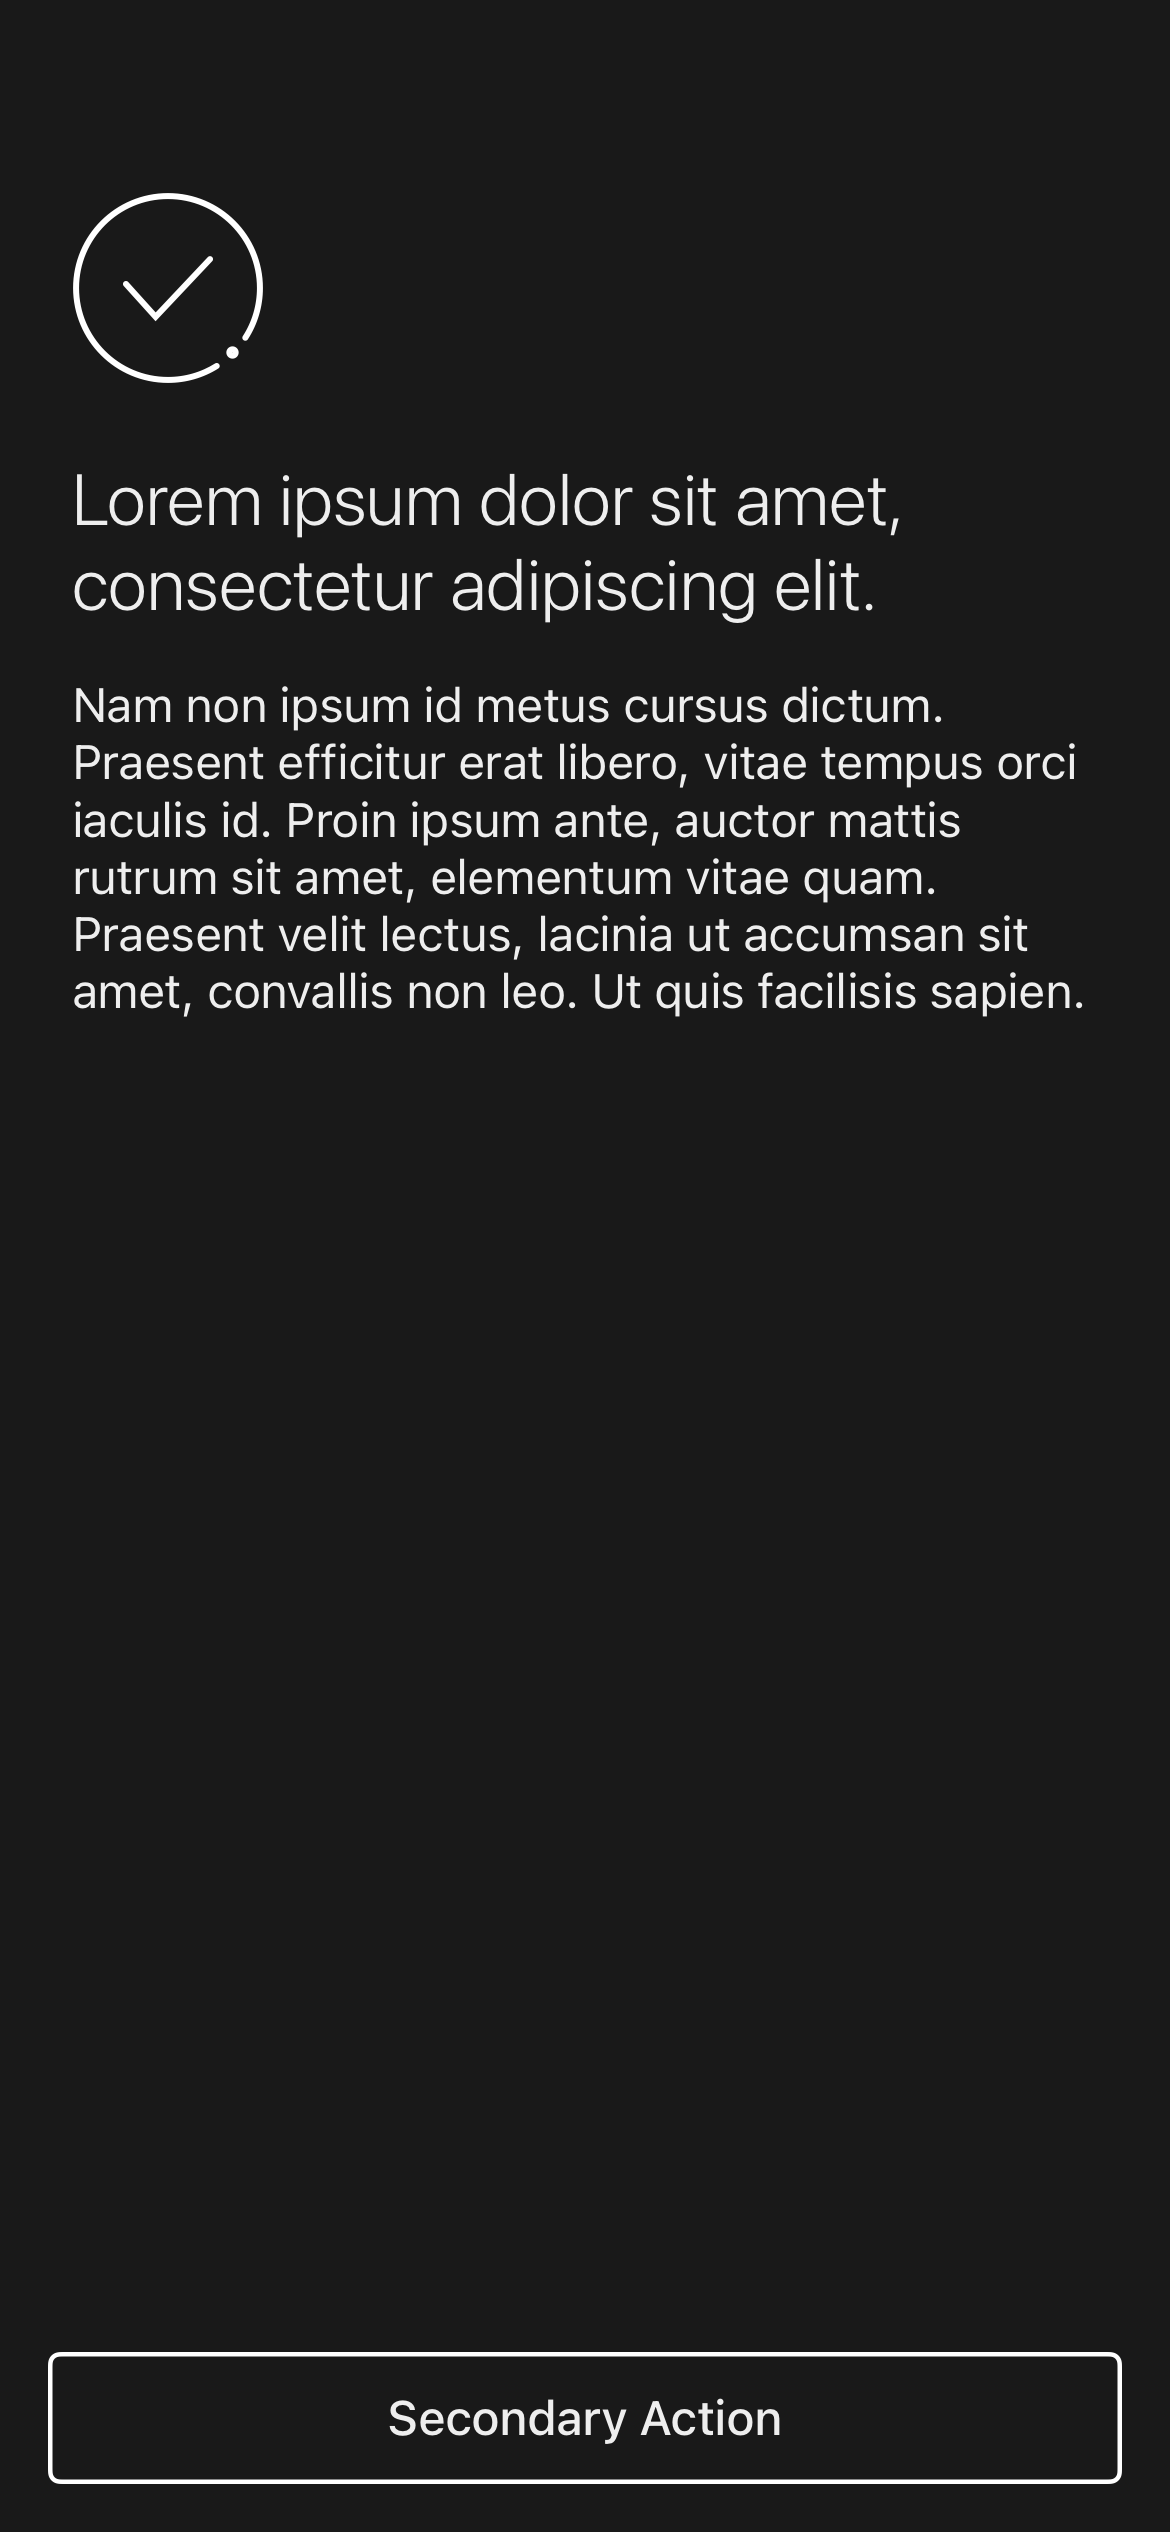 Lorem ipsum dolor sit amet,
consectetur adipiscing elit.
Nam non ipsum id metus cursus dictum.
Praesent efficitur erat libero, vitae tempus orci
iaculis id. Proin ipsum ante, auctor mattis
rutrum sit amet, elementum vitae quam.
Praesent velit lectus, lacinia ut accumsan sit
amet, convallis non leo. Ut quis facilisis sapien.
Secondary Action